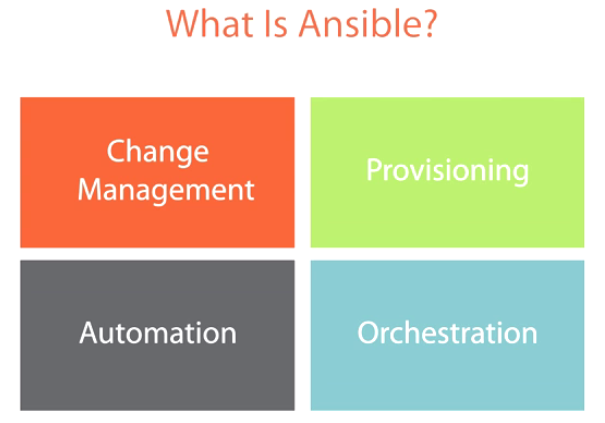 What Is Ansible?
Change
Management
Provisioning
Automation
Orchestration